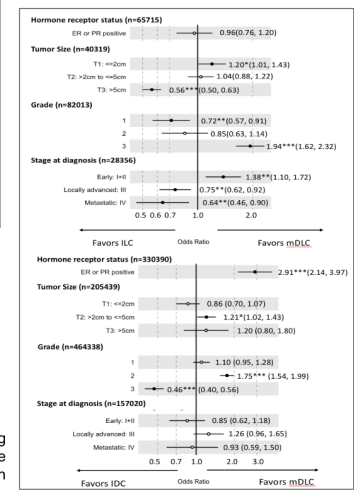 Hormone receptor status (n=65715)
ER or PR positive 0.96(0.76, 1.20)
Tumor Size (n=40319)
T1: <=2cm 1.20*(1.01, 1.43)
T2: >2cm to <=5cm 1.04(0.88, 1.22)
T3: >5cm 0.56***(0.50, 0.63)
Grade (n=82013)
1 0.72**(0.57, 0.91)
2 0.85(0.63, 1.14)
3 1.94***(1.62, 2.32)
Stage at diagnosis (n=28356)
Early: I+II 1.38**(1.10, 1.72)
Locally advanced: III 0.75**(0.62, 0.92)
Metastatic: IV 0.64**(0.46, 0.90)
0.5 0.6 0.7 1.0 2.0
Favors ILC Odds Ratio Favors mDLC
Hormone receptor status (n=330390)
ER or PR positive 2.91***(2.14, 3.97)
Tumor Size (n=205439)
T1: <=2cm 0.86 (0.70, 1.07)
T2: >2cm to <=5cm 1.21*(1.02, 1.43)
T3: >5cm 1.20 (0.80, 1.80)
Grade (n=464338)
1 1.10 (0.95, 1.28)
2 1.75*** (1.54, 1.99)
3 0.46*** (0.40, 0.56)
Stage at diagnosis (n=157020)
Early: I+II 0.85 (0.62, 1.18)
Locally advanced: III 1.26 (0.96, 1.65)
Metastatic: IV 0.93 (0.59, 1.50)
0.5 0.7 1.0 2.0 3.0
Favors IDC Odds Ratio Favors mDLC